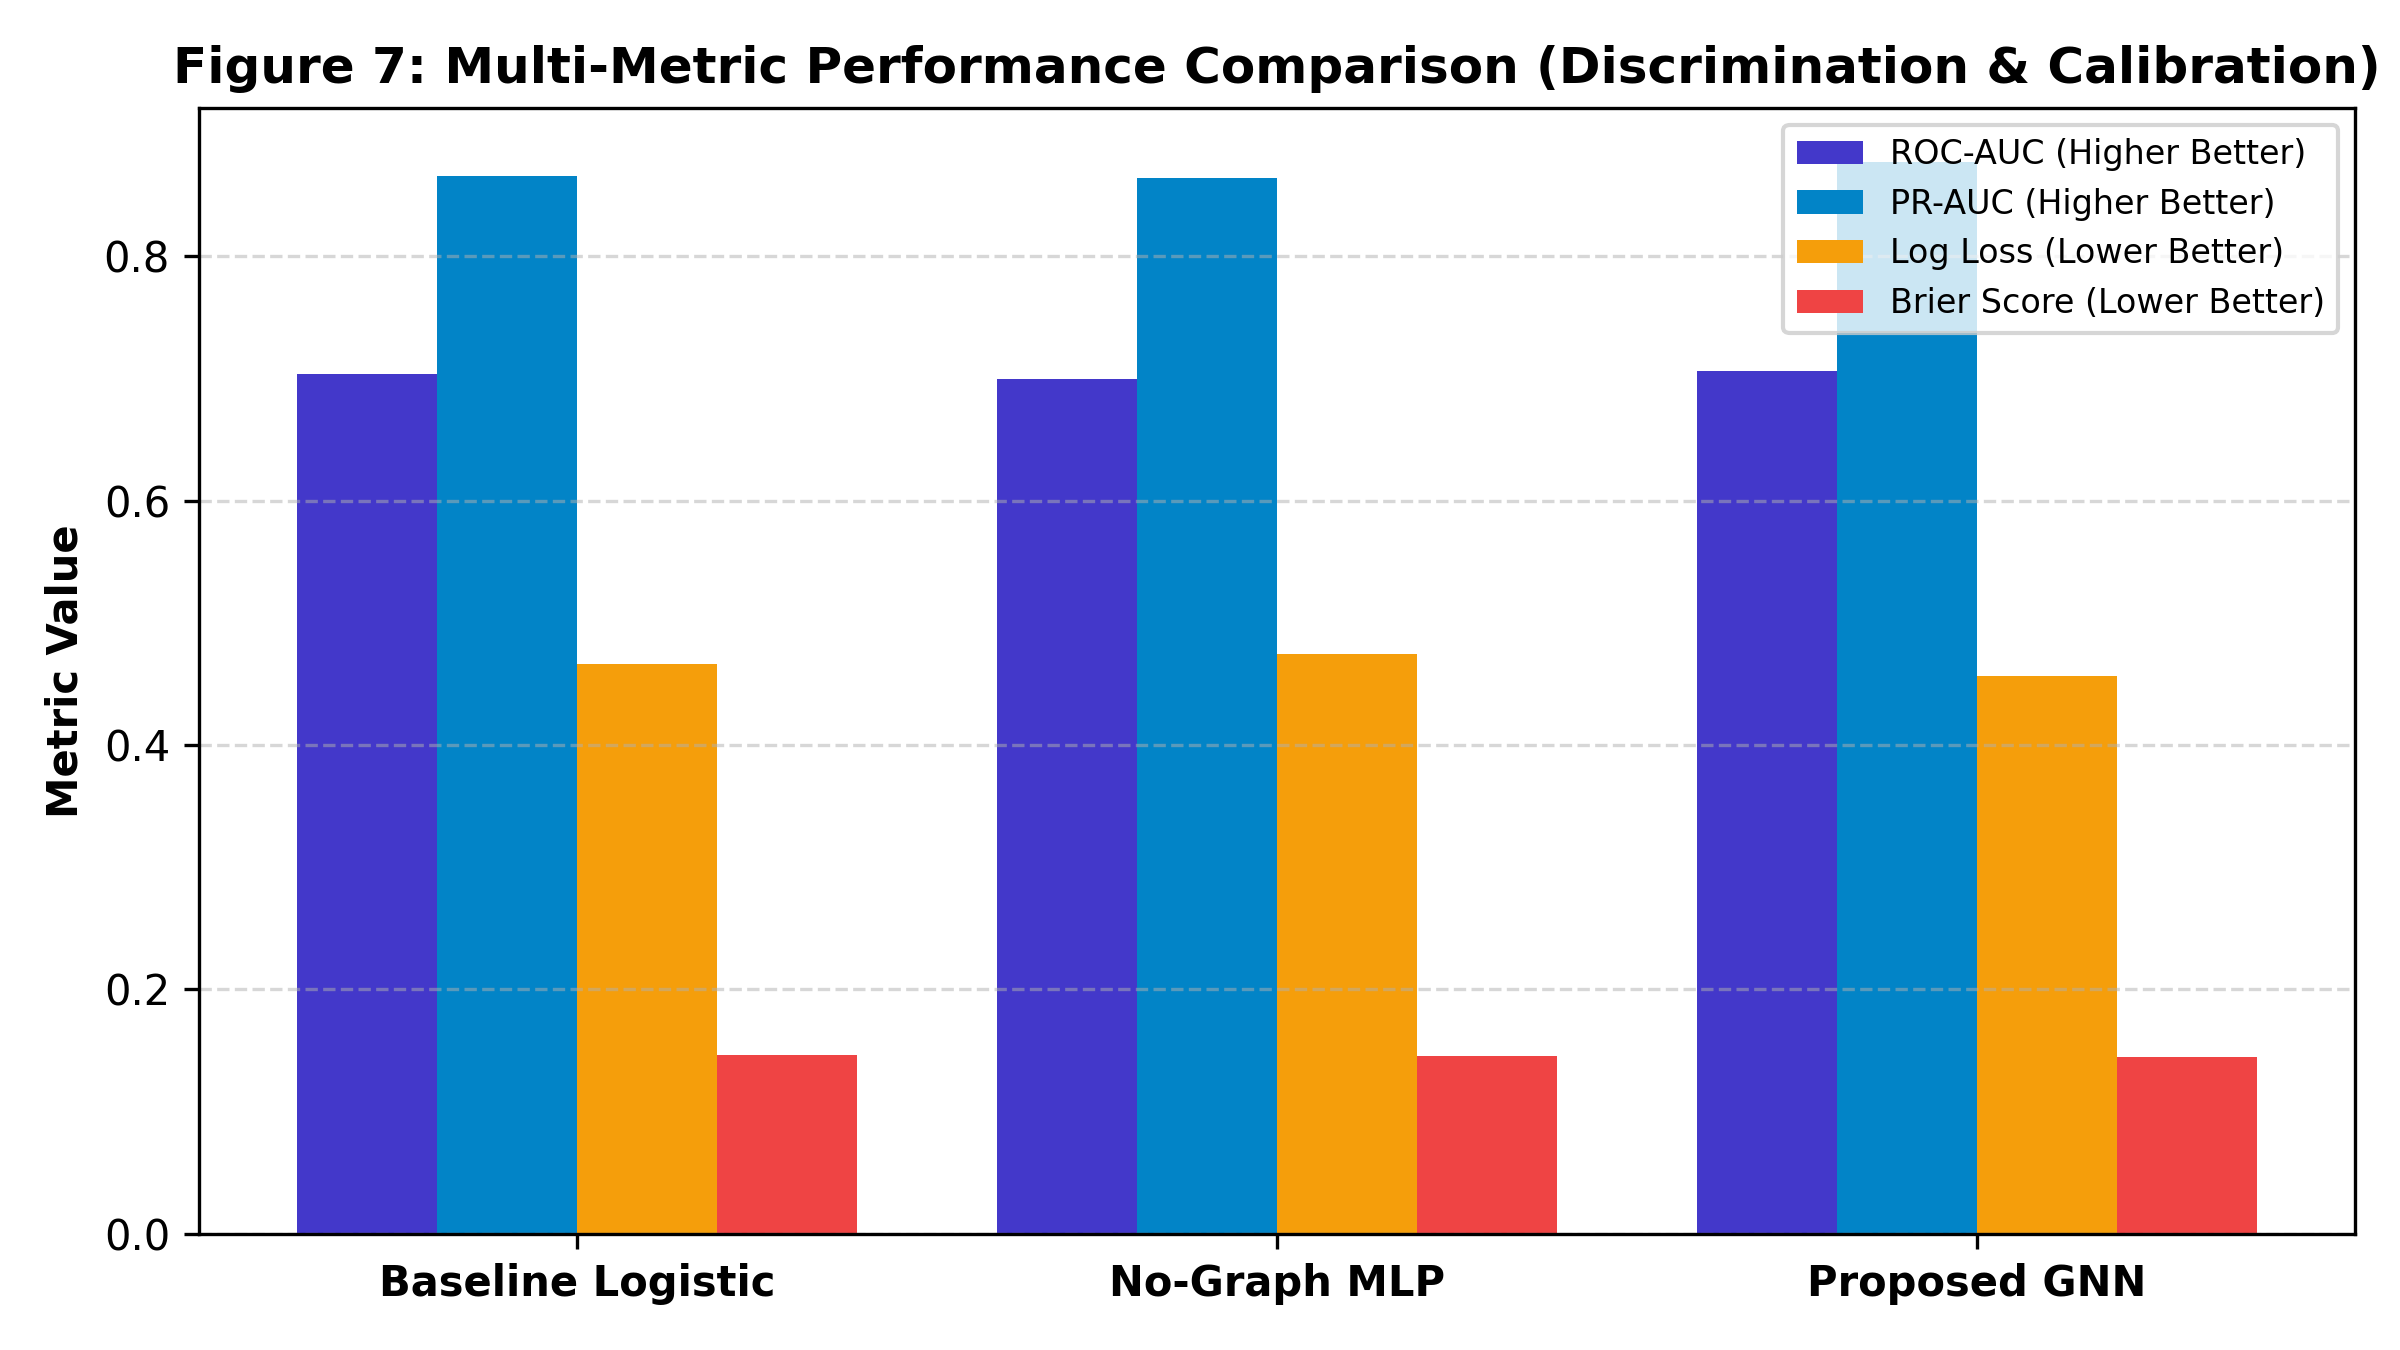 Figure 7: Multi-Metric Performance Comparison (Discrimination & Calibration)
ROC-AUC (Higher Better)
PR-AUC (Higher Better)
Log Loss (Lower Better)
Brier Score (Lower Better)
Metric Value
0.8
0.6
0.4
0.2
0.0
Baseline Logistic
No-Graph MLP
Proposed GNN